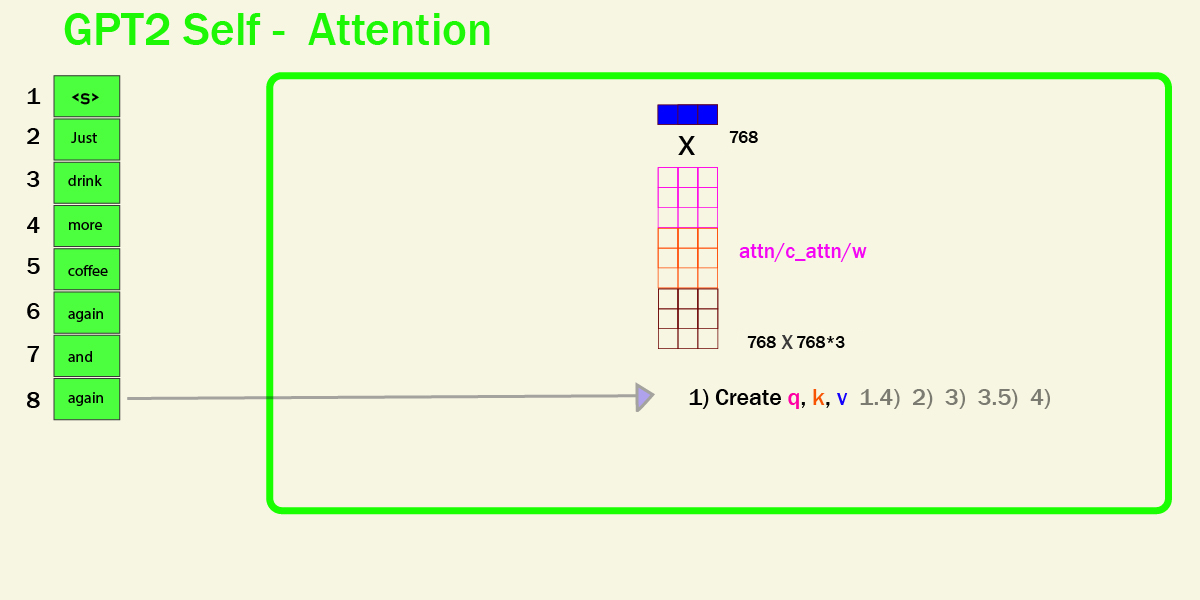 GPT2 Self - Attention
1 <s>
2 Just
3 drink
4 more
5 coffee
6 again
7 and
8 again
X 768
attn/c_attn/w
768 X 768*3
1) Create q, k, v 1.4) 2) 3) 3.5) 4)